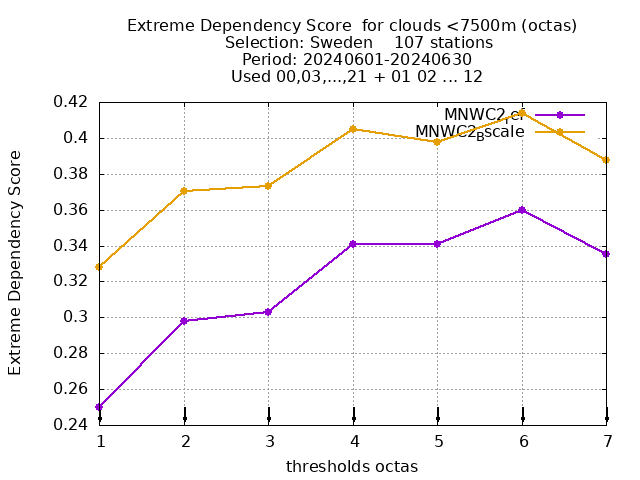 Extreme Dependency Score for clouds <7500m (octas)
Selection: Sweden 107 stations
Period: 20240601-20240630
Used 00,03,...,21 + 01 02 ... 12
0.42
0.4
0.38
0.36
0.34
0.32
0.3
0.28
0.26
0.24
Extreme Dependency Score
MNWC2_Bscale
1 2 3 4 5 6 7
thresholds octas